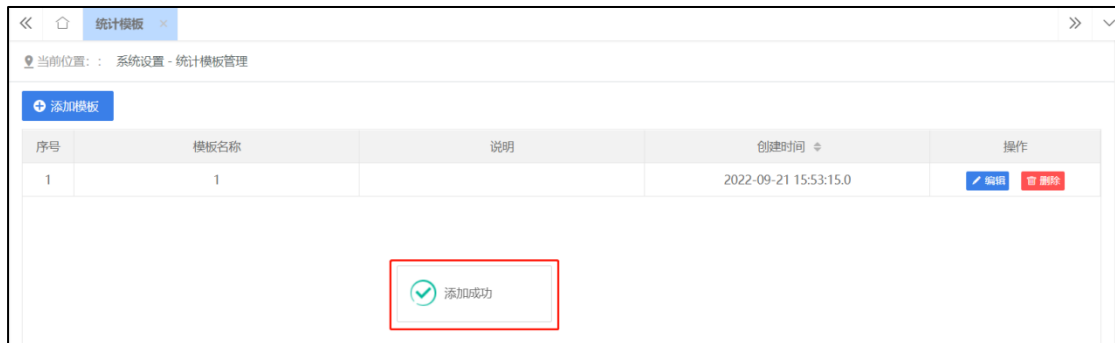 统计模板
当前位置：： 系统设置 - 统计模板管理
添加模板
序号 模板名称 说明 创建时间 操作
1 1 2022-09-21 15:53:15.0 编辑 删除
添加成功